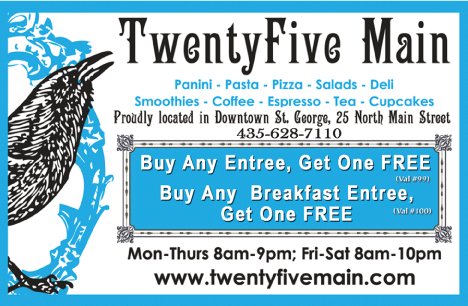 TwentyFive Main
Panini - Pasta - Pizza - Salads - Deli
Smoothies - Coffee - Espresso - Tea - Cupcakes
Proudly located in Downtown St. George, 25 North Main Street
435-628-7110
Buy Any Entree, Get One FREE
(Val #99)
Buy Any Breakfast Entree,
Get One FREE (Val #100)
Mon-Thurs 8am-9pm; Fri-Sat 8am-10pm
www.twentyfivemain.com